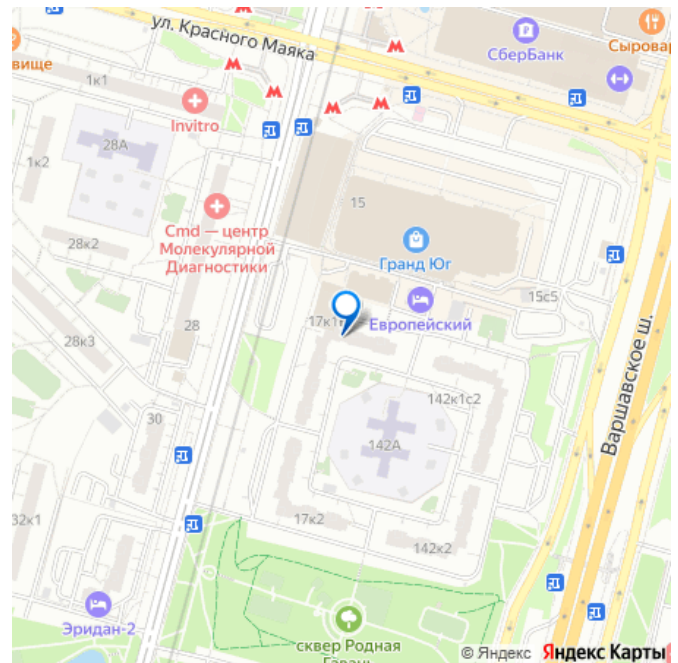 ул. Красного Маяка
СберБанк
Сыровар
вище
1к1
Invitro
28А
1к2
15
Cmd — центр
Молекулярной
Диагностики
28к2
Гранд Юг
15с5
17к1
Европейский
28
28к3
Варшавское ш.
142к1с2
30
142А
17к2
32к1
142к2
Эридан-2
сквер Родная
Гавань
© Яндекс Яндекс Карты